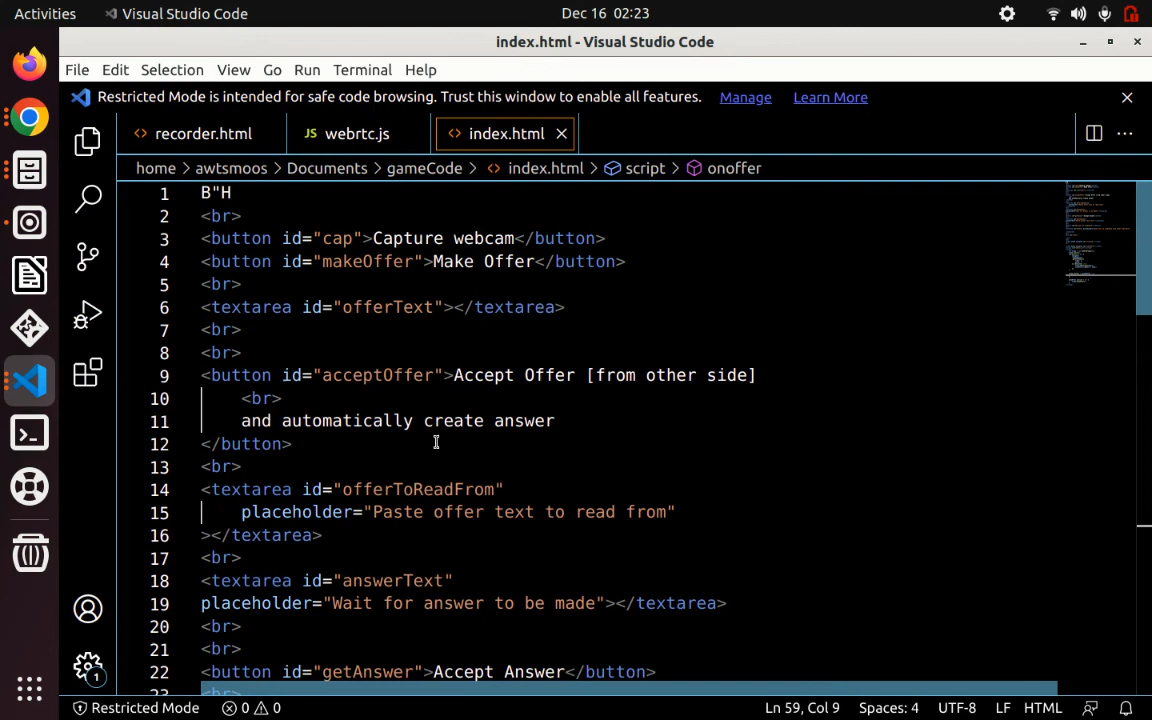 Activities
Visual Studio Code
Dec 16 02:23
index.html - Visual Studio Code
File Edit Selection View Go Run Terminal Help
Restricted Mode is intended for safe code browsing. Trust this window to enable all features. Manage Learn More
recorder.html
JS webrtc.js
index.html
home > awtsmoos > Documents > gameCode > index.html > script > onoffer
1 B"H
2 <br>
3 <button id="cap">Capture webcam</button>
4 <button id="makeOffer">Make Offer</button>
5 <br>
6 <textarea id="offerText"></textarea>
7 <br>
8 <br>
9 <button id="acceptOffer">Accept Offer [from other side]
10 <br>
11 and automatically create answer
12 </button>
13 <br>
14 <textarea id="offerToReadFrom"
15 placeholder="Paste offer text to read from"
16 ></textarea>
17 <br>
18 <textarea id="answerText"
19 placeholder="Wait for answer to be made"></textarea>
20 <br>
21 <br>
22 <button id="getAnswer">Accept Answer</button>
23 <br>
1
Restricted Mode 0 0 Ln 59, Col 9 Spaces: 4 UTF-8 LF HTML